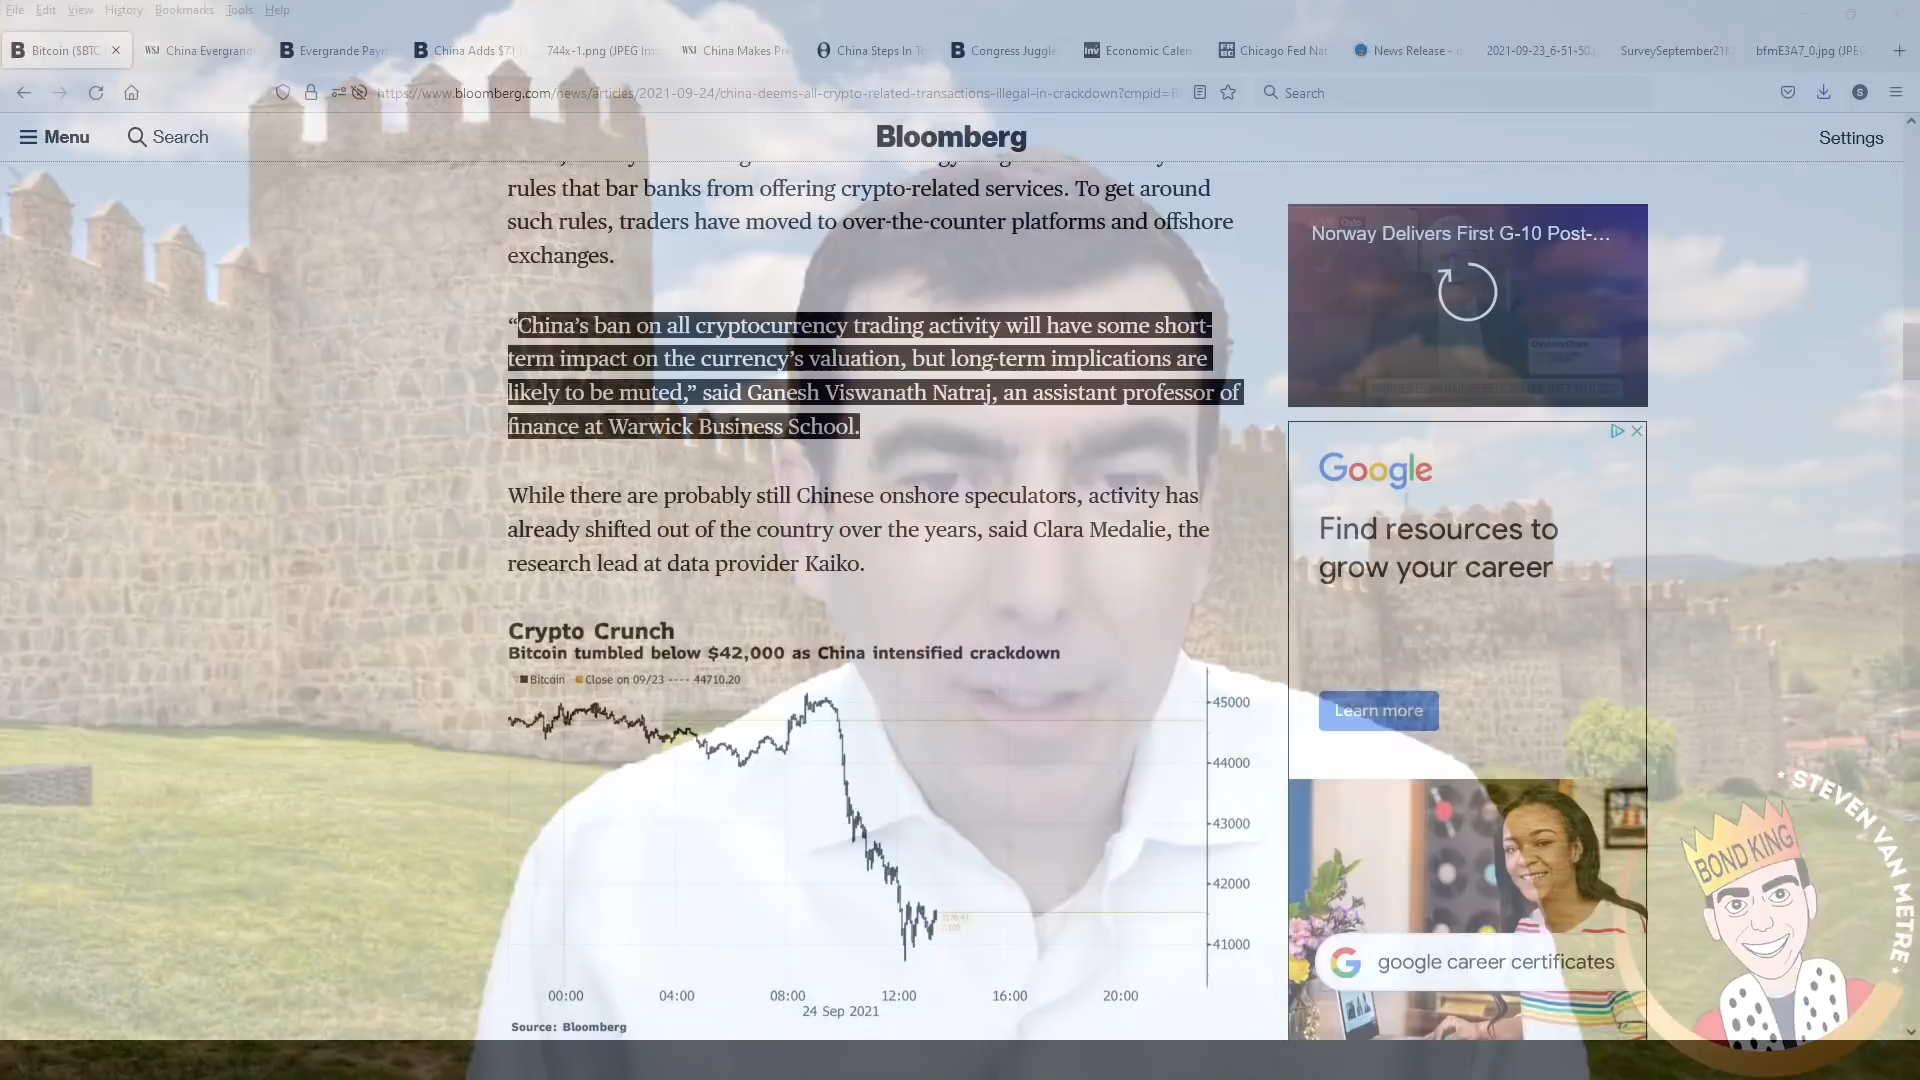 File Edit View History Bookmarks Tools Help
Bitcoin ($BTC
WSJ China Evergran
Evergrande Payn
China Adds $71
744x-1.png (JPEG Im
WSJ China Makes Pre
China Steps In To
Congress Juggle
Inv Economic Calen
Chicago Fed Nat
News Release -
2021-09-23_6-51-50.
SurveySeptember21
bfmE3A7_0.jpg (JPEG
https://www.bloomberg.com/news/articles/2021-09-24/china-deems-all-crypto-related-transactions-illegal-in-crackdown?cmpid=B
Search
Menu
Search
Bloomberg
Settings
rules that bar banks from offering crypto-related services. To get around
such rules, traders have moved to over-the-counter platforms and offshore
exchanges.
“China’s ban on all cryptocurrency trading activity will have some short-
term impact on the currency’s valuation, but long-term implications are
likely to be muted,” said Ganesh Viswanath Natraj, an assistant professor of
finance at Warwick Business School.
While there are probably still Chinese onshore speculators, activity has
already shifted out of the country over the years, said Clara Medalie, the
research lead at data provider Kaiko.
Crypto Crunch
Bitcoin tumbled below $42,000 as China intensified crackdown
Bitcoin Close on 09/23 ---- 44710.20
45000
44000
43000
42000
41000
00:00 04:00 08:00 12:00 16:00 20:00
24 Sep 2021
Source: Bloomberg
Norway Delivers First G-10 Post-...
Google
Find resources to
grow your career
Learn more
google career certificates
STEVEN VAN METRE
BOND KING